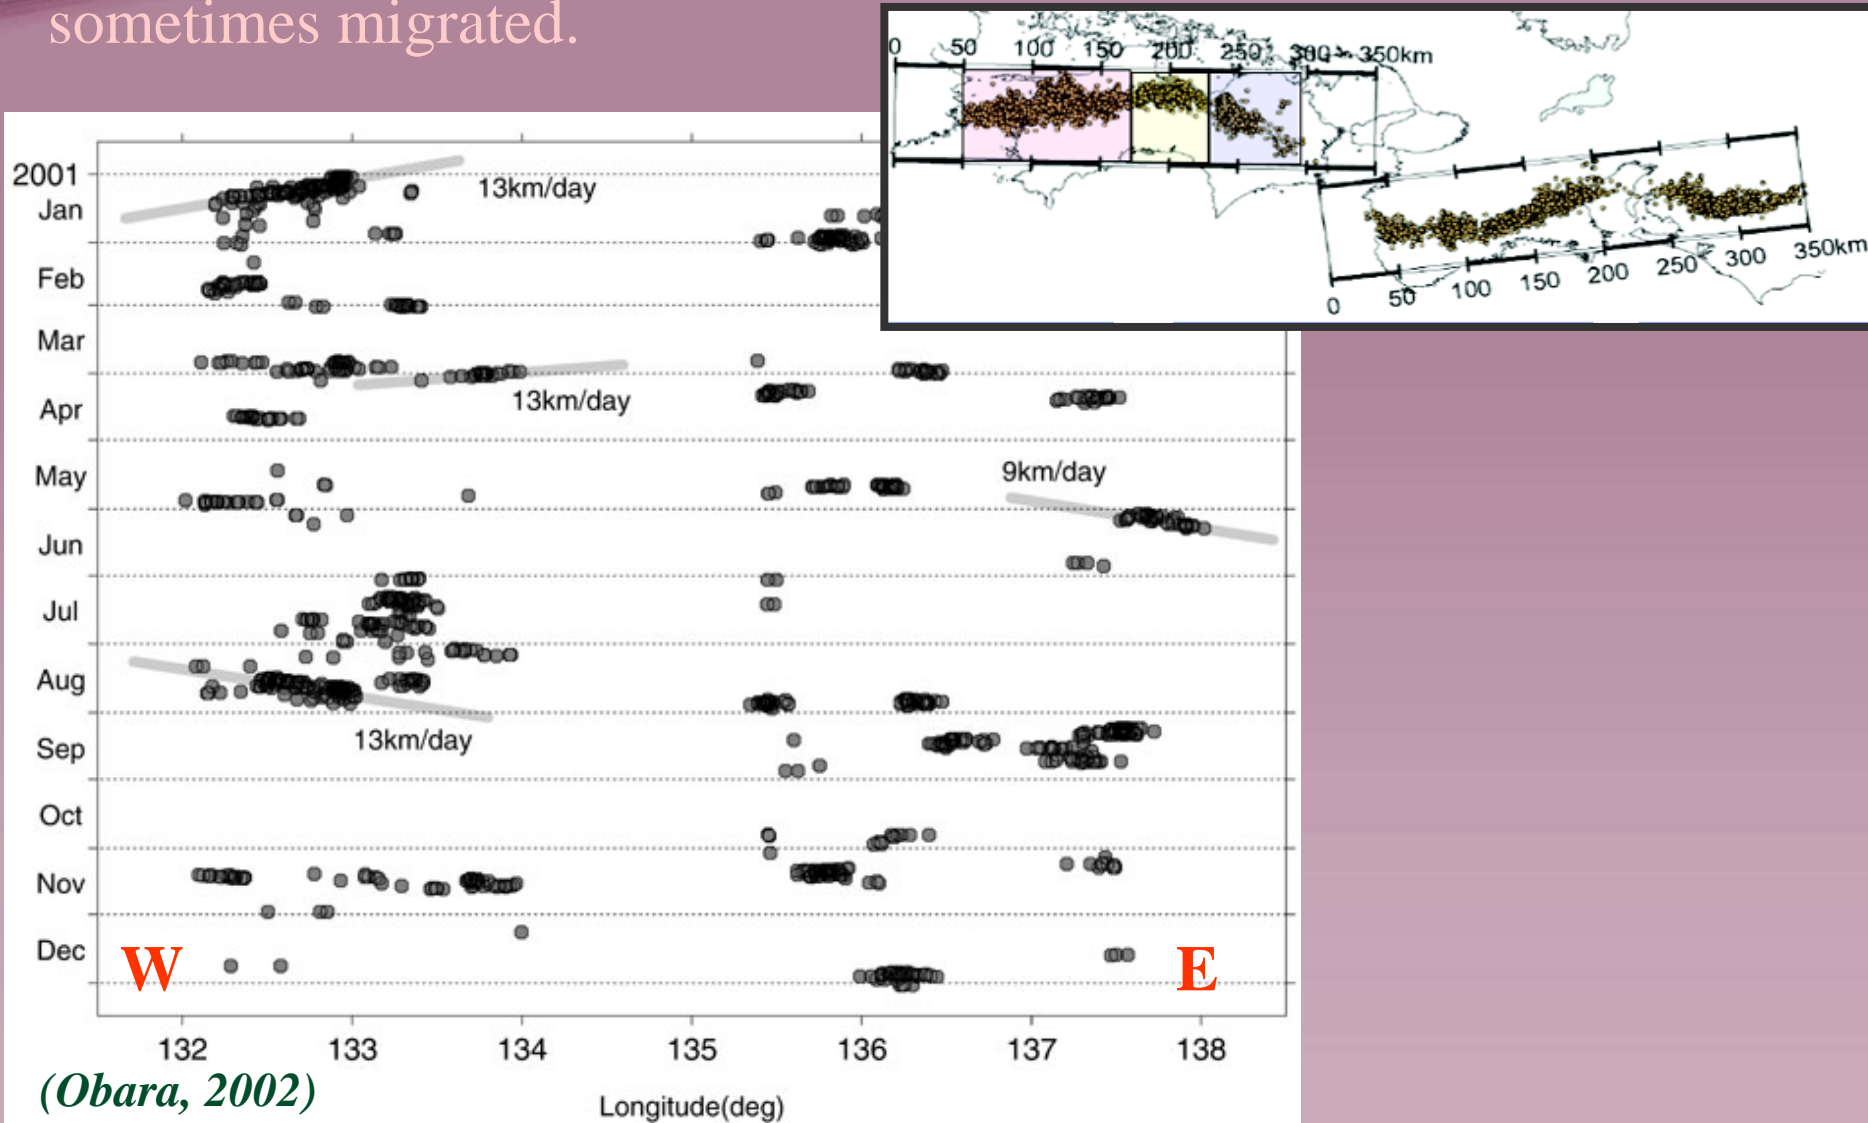 sometimes migrated.
0 50 100 150 200 250 300 350km
0 50 100 150 200 250 300 350km
2001
Jan
13km/day
Feb
Mar
13km/day
Apr
May
9km/day
Jun
Jul
Aug
13km/day
Sep
Oct
Nov
Dec
W E
132 133 134 135 136 137 138
(Obara, 2002)
Longitude(deg)